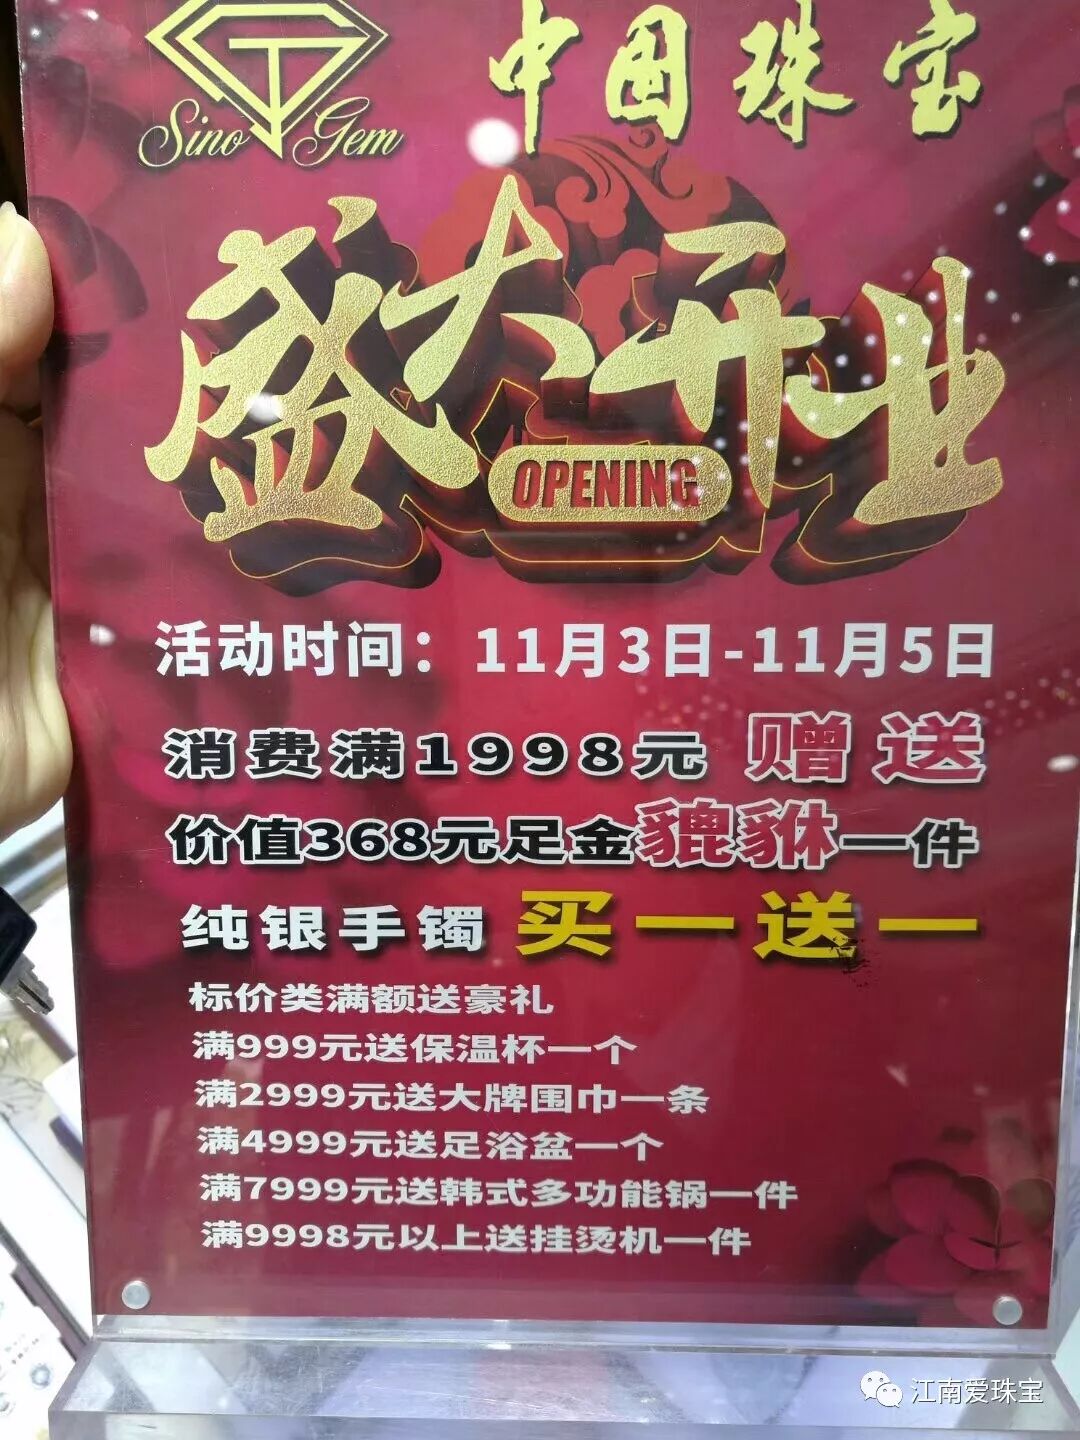 Sino Gem
中国珠宝
盛大开业
OPENING
活动时间：11月3日-11月5日
消费满1998元 赠送
价值368元足金貔貅一件
纯银手镯 买一送一
标价类满额送豪礼
满999元送保温杯一个
满2999元送大牌围巾一条
满4999元送足浴盆一个
满7999元送韩式多功能锅一件
满9998元以上送挂烫机一件
江南爱珠宝